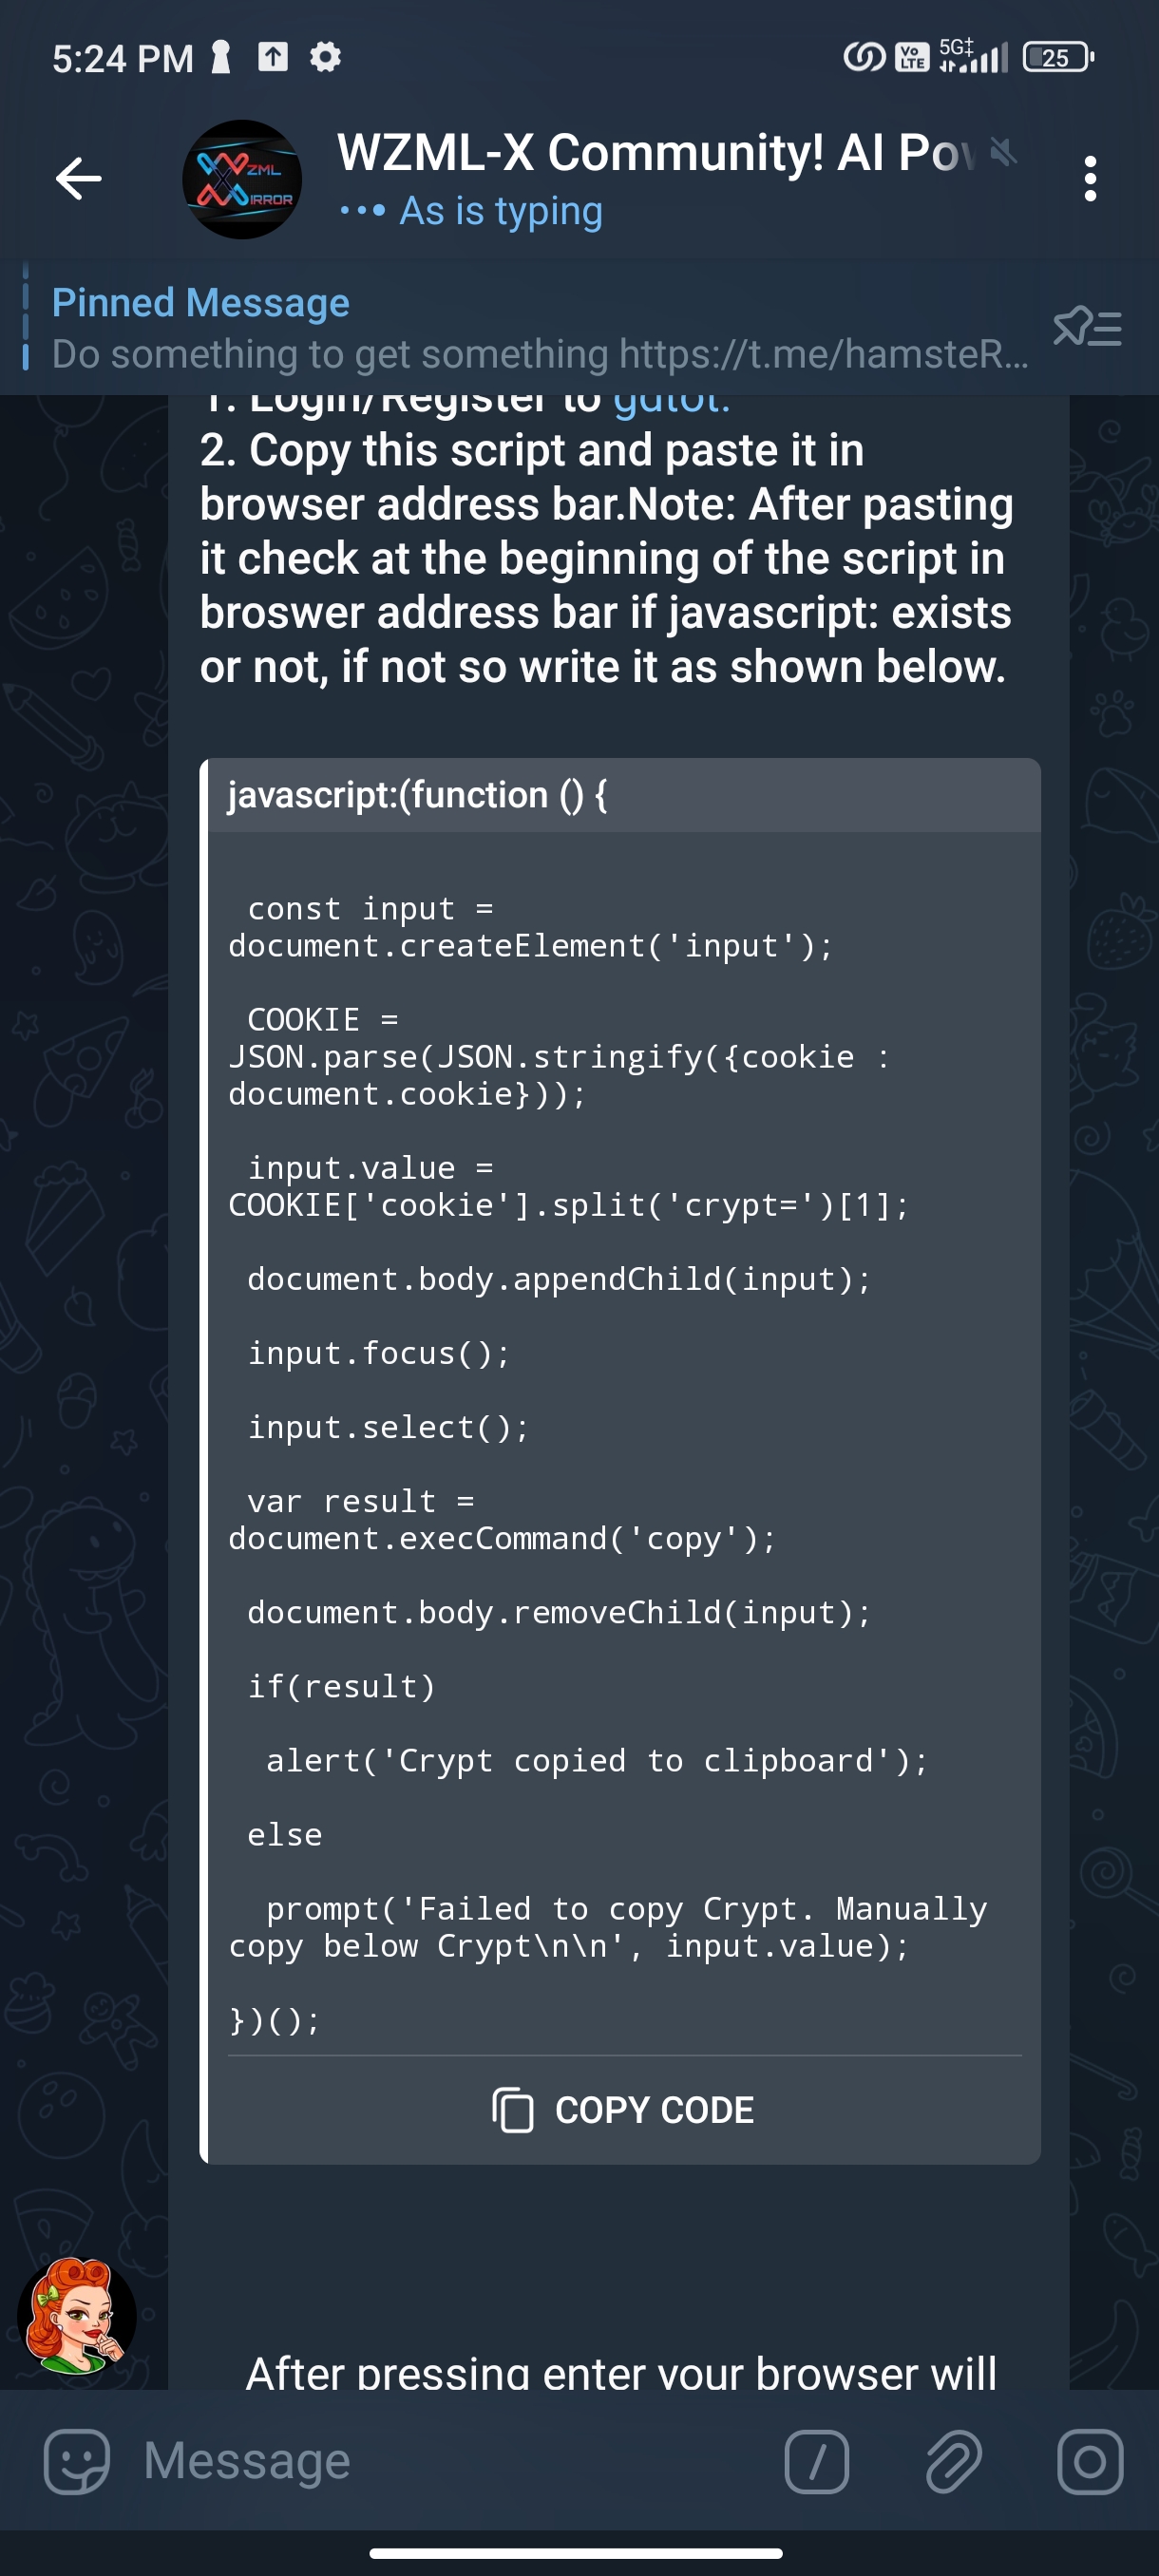 5:24 PM
Vo LTE
5G‡
25
WZML-X Community! AI Pow
As is typing
ZML
IRROR
Pinned Message
Do something to get something https://t.me/hamsteR...
1. Login/Register to gdtot.
2. Copy this script and paste it in
browser address bar.Note: After pasting
it check at the beginning of the script in
broswer address bar if javascript: exists
or not, if not so write it as shown below.
javascript:(function () {
const input =
document.createElement('input');
COOKIE =
JSON.parse(JSON.stringify({cookie :
document.cookie}));
input.value =
COOKIE['cookie'].split('crypt=')[1];
document.body.appendChild(input);
input.focus();
input.select();
var result =
document.execCommand('copy');
document.body.removeChild(input);
if(result)
alert('Crypt copied to clipboard');
else
prompt('Failed to copy Crypt. Manually
copy below Crypt\n\n', input.value);
})();
COPY CODE
After pressing enter your browser will
Message